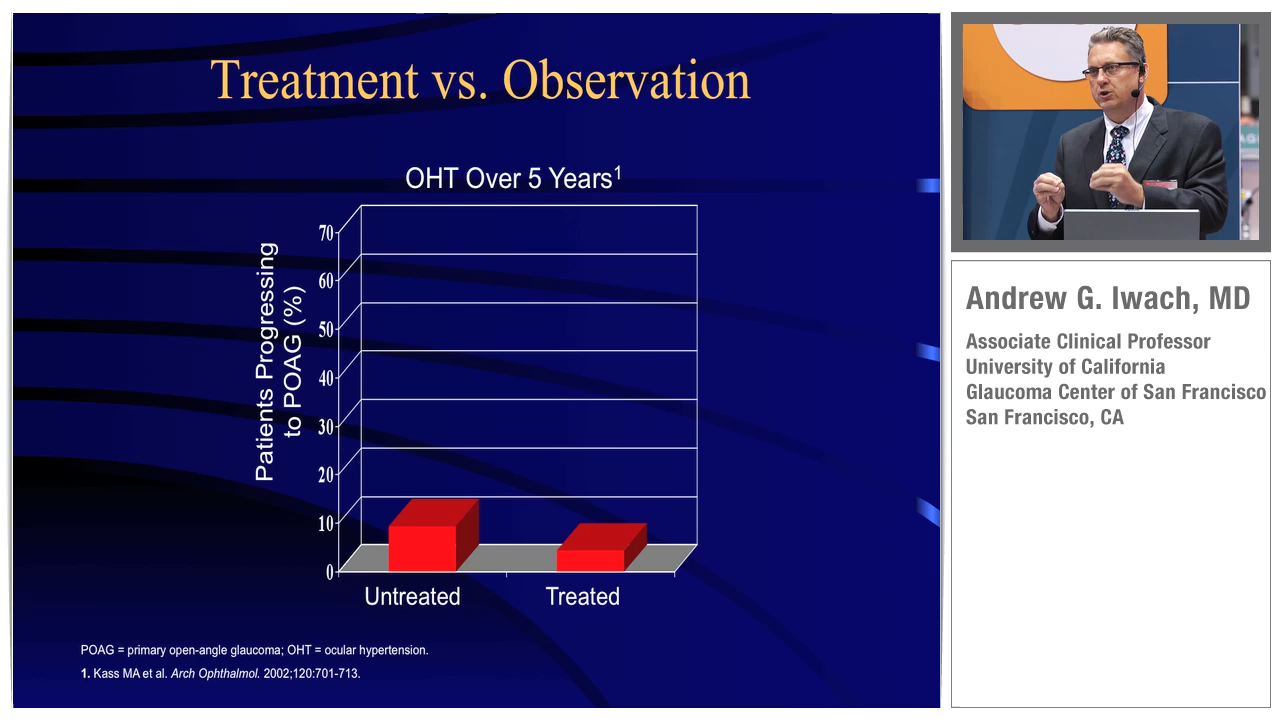 Treatment vs. Observation
OHT Over 5 Years1
Patients Progressing
to POAG (%)
70
60
50
40
30
20
10
0
Untreated
Treated
POAG = primary open-angle glaucoma; OHT = ocular hypertension.
1. Kass MA et al. Arch Ophthalmol. 2002;120:701-713.
Andrew G. Iwach, MD
Associate Clinical Professor
University of California
Glaucoma Center of San Francisco
San Francisco, CA